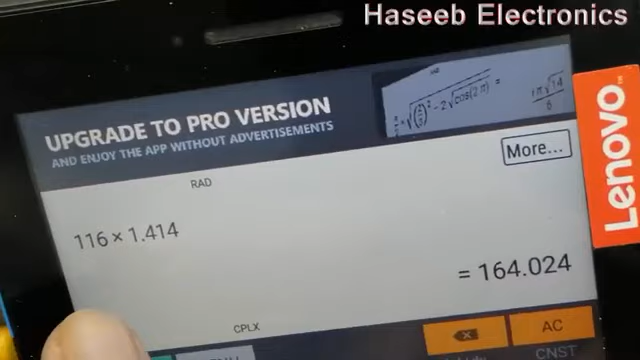 Haseeb Electronics
UPGRADE TO PRO VERSION
AND ENJOY THE APP WITHOUT ADVERTISEMENTS
Lenovo
More...
RAD
116 × 1.414
= 164.024
CPLX
AC
CNST